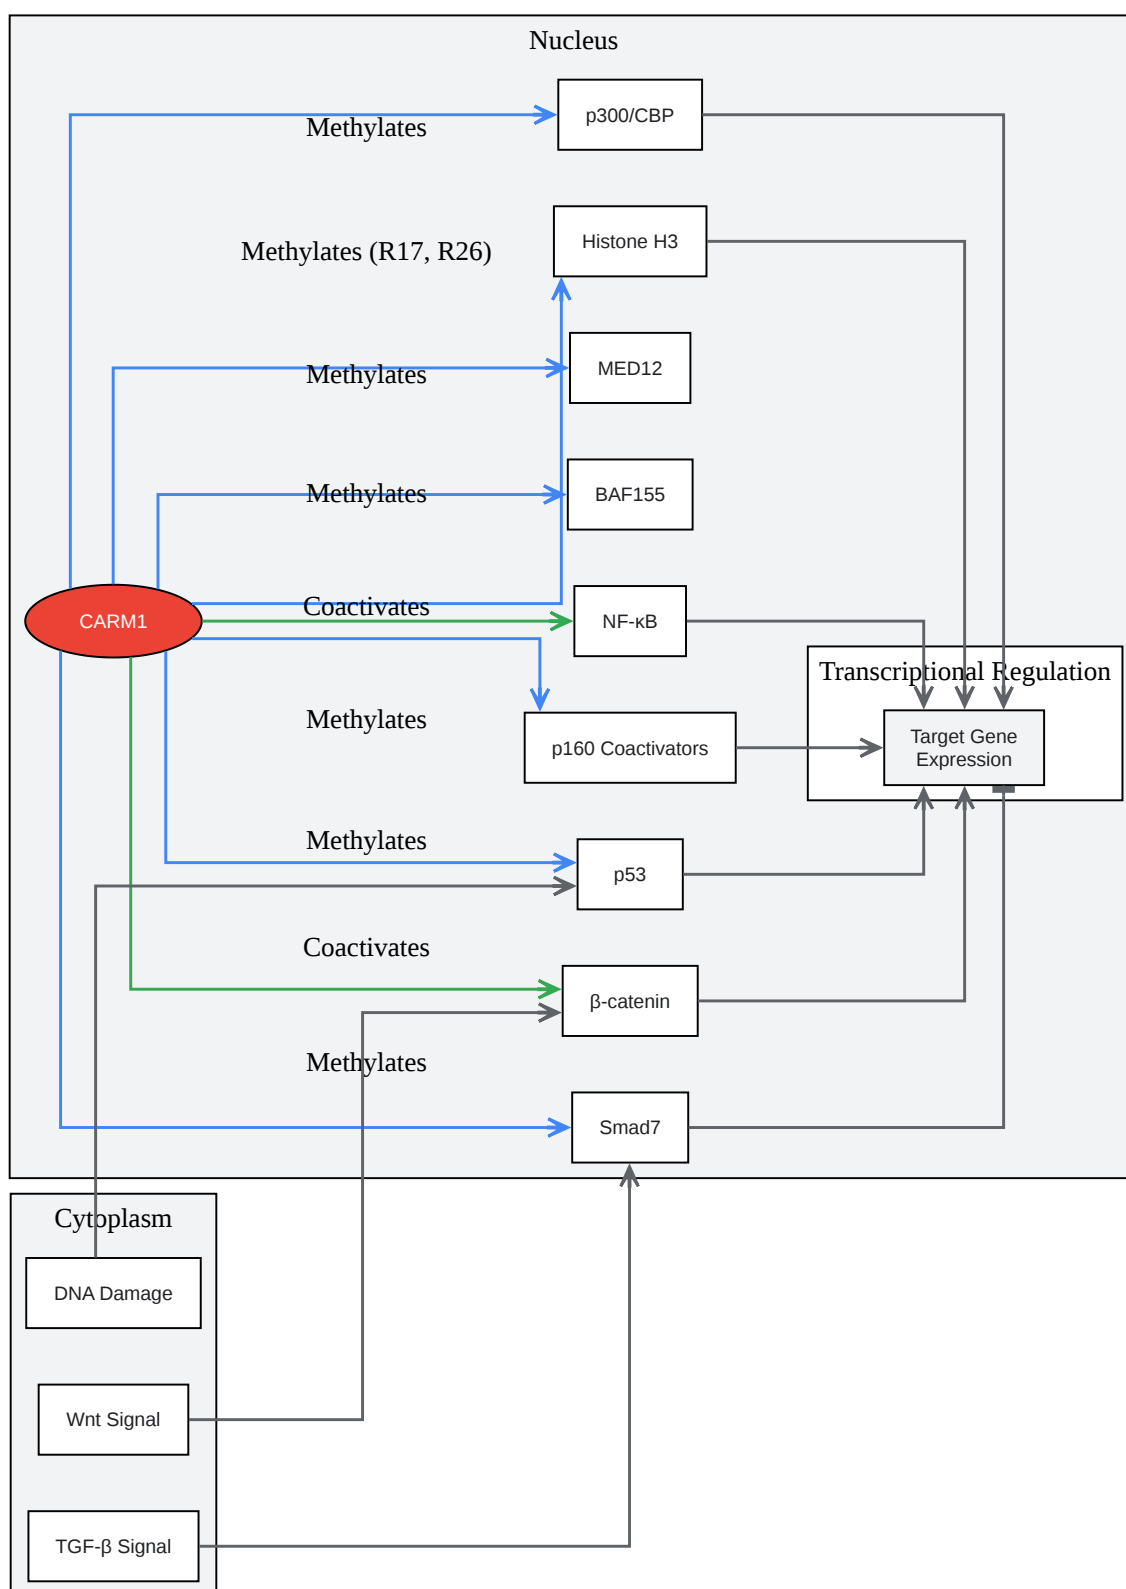 Nucleus
p300/CBP
Methylates
Histone H3
Methylates (R17, R26)
MED12
Methylates
BAF155
Methylates
Coactivates
CARM1
NF-κB
Transcriptional Regulation
Methylates
p160 Coactivators
Target Gene
Expression
Methylates
p53
Coactivates
β-catenin
Methylates
Smad7
Cytoplasm
DNA Damage
Wnt Signal
TGF-β Signal